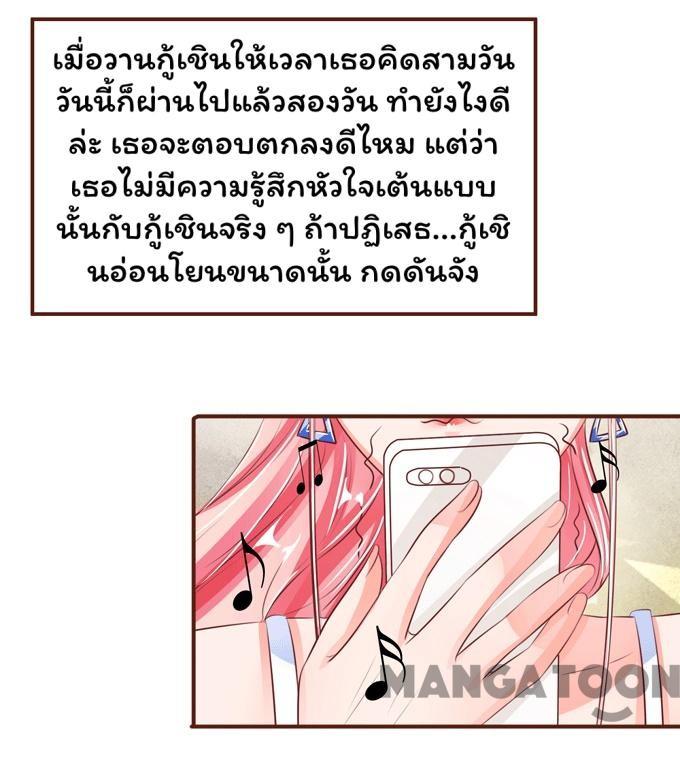 เมื่อวานกู้เชินให้เวลาเธอคิดสามวัน
วันนี้ก็ผ่านไปแล้วสองวัน ทำยังไงดี
ล่ะ เธอจะตอบตกลงดีไหม แต่ว่า
เธอไม่มีความรู้สึกหัวใจเต้นแบบ
นั้นกับกู้เชินจริง ๆ ถ้าปฏิเสธ...กู้เชิ
นอ่อนโยนขนาดนั้น กดดันจัง
MANGATOON